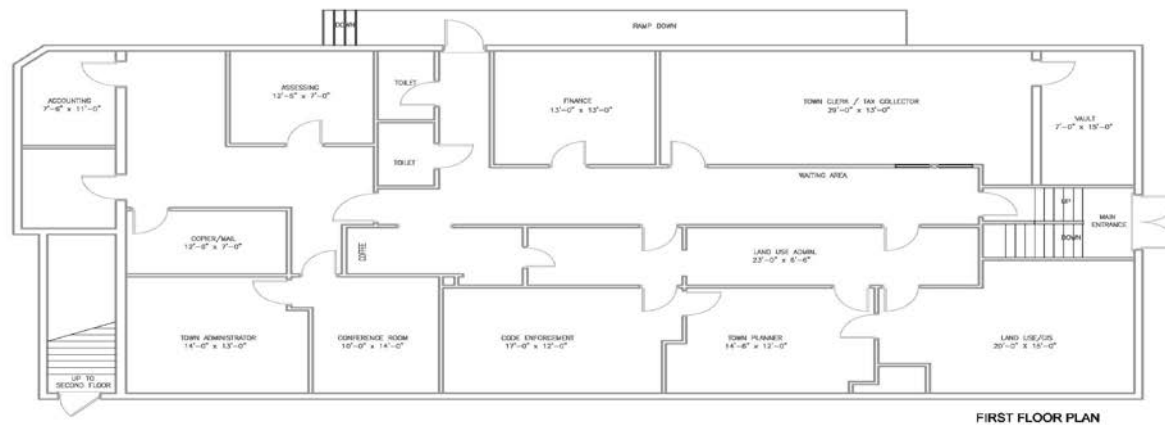 DOWN
RAMP DOWN
ACCOUNTING
7'-6" x 11'-0"
ASSESSING
12'-6" x 7'-0"
TOILET
FINANCE
13'-0" x 13'-0"
TOWN CLERK / TAX COLLECTOR
29'-0" x 13'-0"
VAULT
7'-0" x 15'-0"
TOILET
WAITING AREA
UP
MAIN
ENTRANCE
DOWN
COPIER/MAIL
12'-6" x 7'-0"
COFFEE
LAND USE ADMIN.
23'-0" x 6'-6"
TOWN ADMINISTRATOR
14'-0" x 13'-0"
CONFERENCE ROOM
10'-0" x 14'-0"
CODE ENFORCEMENT
17'-0" x 12'-0"
TOWN PLANNER
14'-6" x 12'-0"
LAND USE/GIS
20'-0" X 15'-0"
UP TO
SECOND FLOOR
FIRST FLOOR PLAN